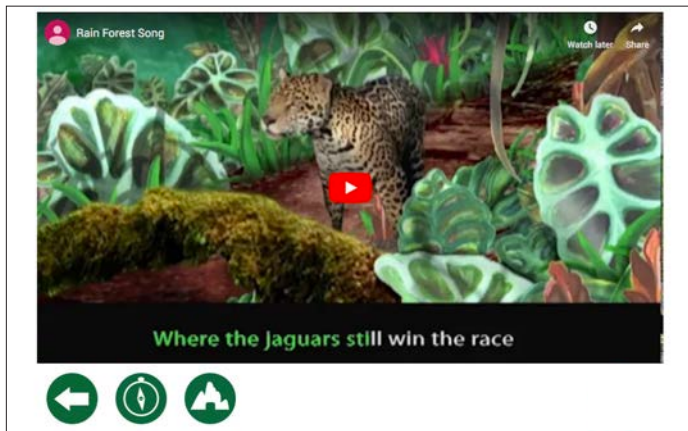 Rain Forest Song
Watch later
Share
Where the Jaguars still win the race